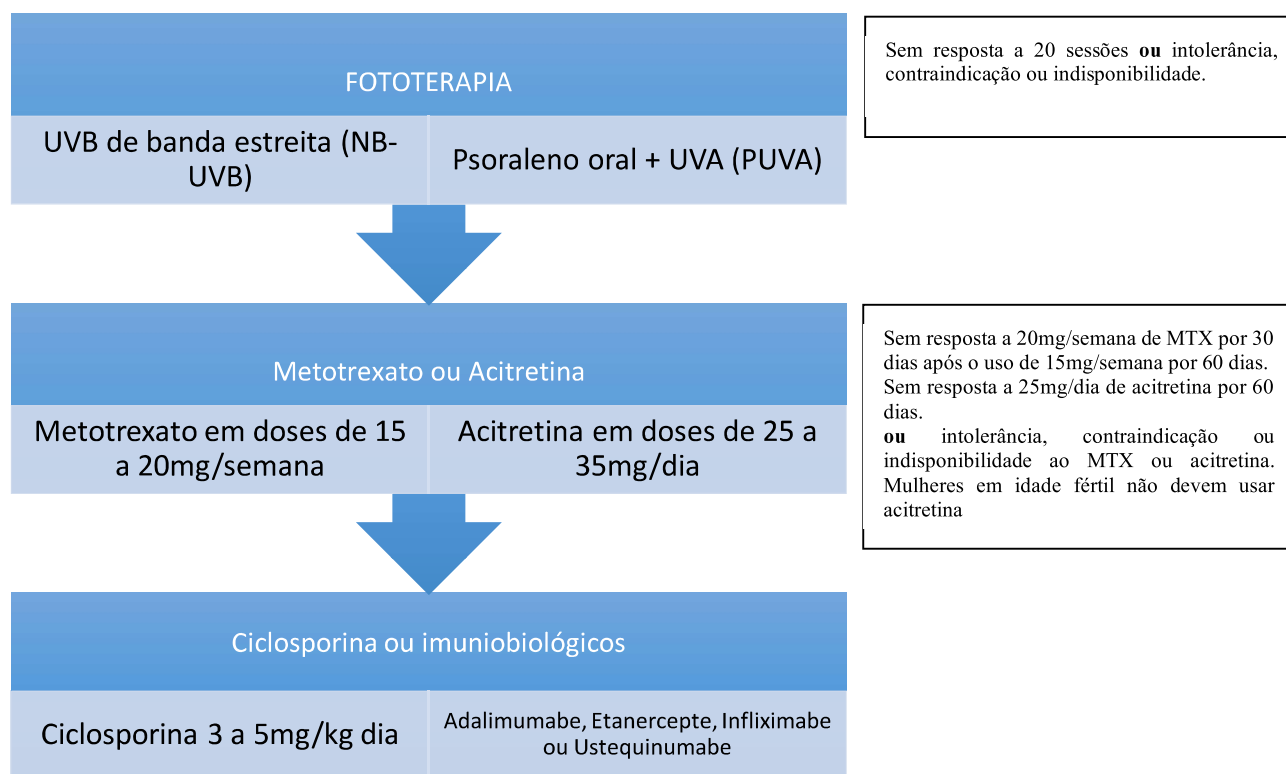 FOTOTERAPIA
UVB de banda estreita (NB-
UVB)
Psoraleno oral + UVA (PUVA)
Sem resposta a 20 sessões ou intolerância,
contraindicação ou indisponibilidade.
Metotrexato ou Acitretina
Metotrexato em doses de 15
a 20mg/semana
Acitretina em doses de 25 a
35mg/dia
Sem resposta a 20mg/semana de MTX por 30
dias após o uso de 15mg/semana por 60 dias.
Sem resposta a 25mg/dia de acitretina por 60
dias.
ou intolerância, contraindicação ou
indisponibilidade ao MTX ou acitretina.
Mulheres em idade fértil não devem usar
acitretina
Ciclosporina ou imuniobiológicos
Ciclosporina 3 a 5mg/kg dia
Adalimumabe, Etanercepte, Infliximabe
ou Ustequinumabe